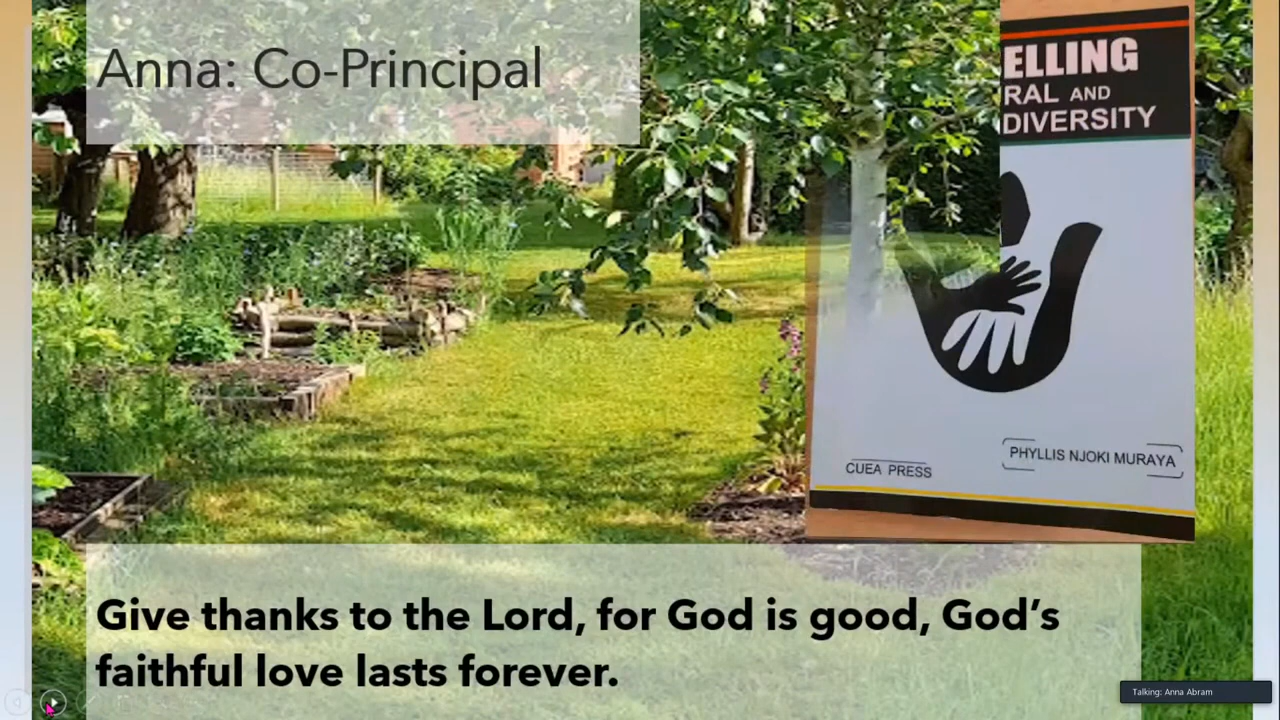 Anna: Co-Principal
ELLING
RAL AND
DIVERSITY
CUEA PRESS
PHYLLIS NJOKI MURAYA
Give thanks to the Lord, for God is good, God’s
faithful love lasts forever.
Talking: Anna Abram